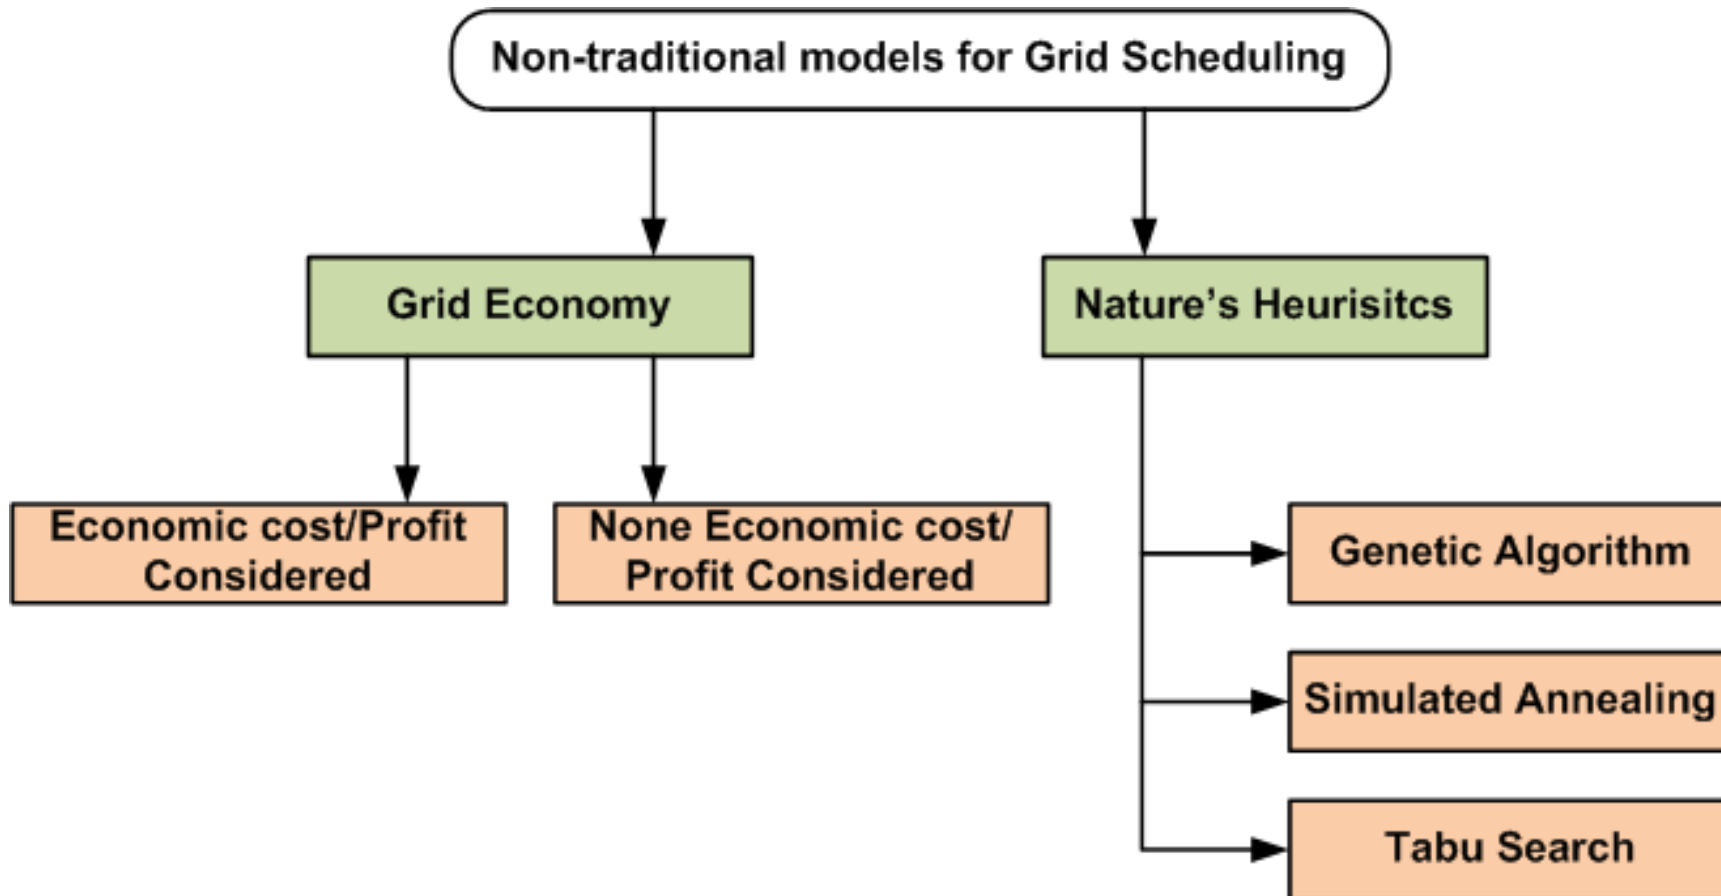 Non-traditional models for Grid Scheduling
Grid Economy
Nature's Heurisitcs
Economic cost/Profit
Considered
None Economic cost/
Profit Considered
Genetic Algorithm
Simulated Annealing
Tabu Search